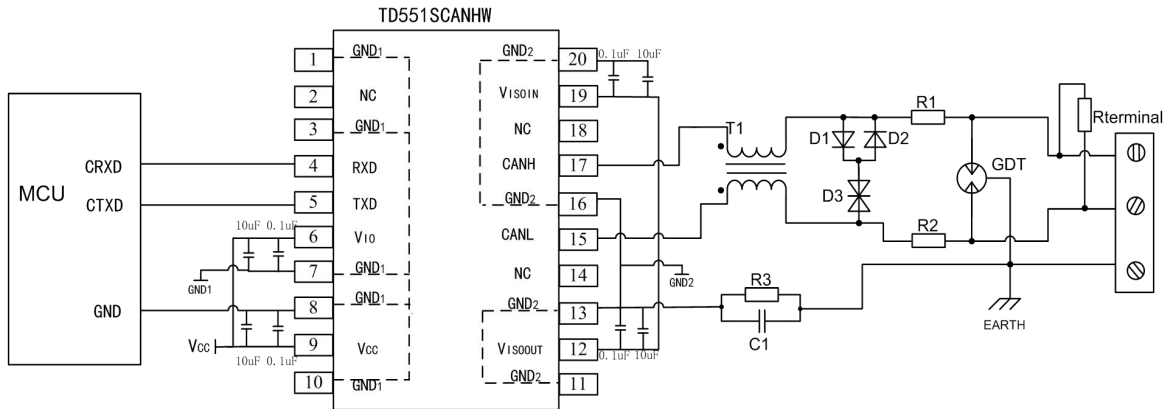 TD551SCANHW
MCU
CRXD
CTXD
GND
1 GND1
2 NC
3 GND1
4 RXD
5 TXD
6 VIO
7 GND1
8 GND1
9 VCC
10 GND1
GND2 20
VISOIN 19
NC 18
CANH 17
GND2 16
CANL 15
NC 14
GND2 13
VISOOUT 12
GND2 11
10uF 0.1uF
GND1
VCC
10uF 0.1uF
0.1uF 10uF
GND2
0.1uF 10uF
T1
D1
D2
D3
R1
R2
GDT
Rterminal
R3
C1
EARTH